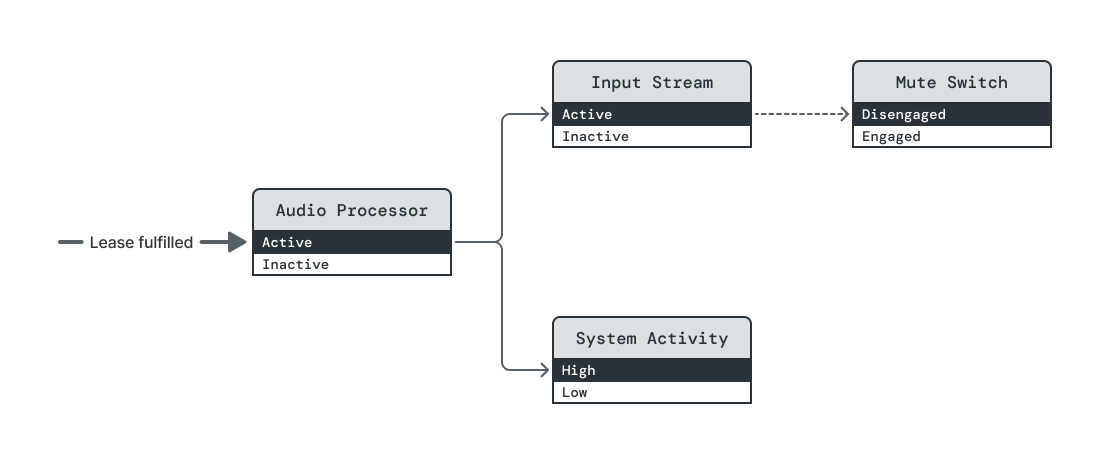 Lease fulfilled
Audio Processor
Active
Inactive
Input Stream
Active
Inactive
Mute Switch
Disengaged
Engaged
System Activity
High
Low